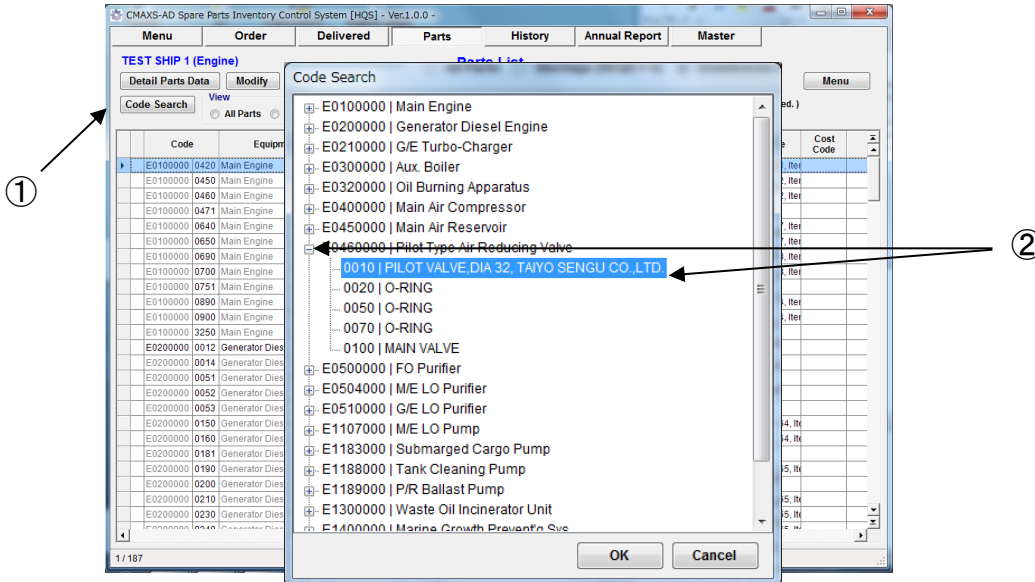 CMAXS-AD Spare Parts Inventory Control System [HQS] - Ver.1.0.0 -
Menu Order Delivered Parts History Annual Report Master
TEST SHIP 1 (Engine) Parts List
Detail Parts Data Modify Menu
Code Search View All Parts ed. )
Code Equipm Cost Code
E0100000 0420 Main Engine
E0100000 0450 Main Engine
E0100000 0460 Main Engine
E0100000 0471 Main Engine
E0100000 0640 Main Engine
E0100000 0650 Main Engine
E0100000 0690 Main Engine
E0100000 0700 Main Engine
E0100000 0751 Main Engine
E0100000 0890 Main Engine
E0100000 0900 Main Engine
E0100000 3250 Main Engine
E0200000 0012 Generator Dies
E0200000 0014 Generator Dies
E0200000 0051 Generator Dies
E0200000 0052 Generator Dies
E0200000 0053 Generator Dies
E0200000 0150 Generator Dies
E0200000 0160 Generator Dies
E0200000 0181 Generator Dies
E0200000 0190 Generator Dies
E0200000 0200 Generator Dies
E0200000 0210 Generator Dies
E0200000 0230 Generator Dies
E0200000 0240 Generator Dies
1 / 187
Code Search
E0100000 | Main Engine
E0200000 | Generator Diesel Engine
E0210000 | G/E Turbo-Charger
E0300000 | Aux. Boiler
E0320000 | Oil Burning Apparatus
E0400000 | Main Air Compressor
E0450000 | Main Air Reservoir
E0460000 | Pilot Type Air Reducing Valve
0010 | PILOT VALVE,DIA 32, TAIYO SENGU CO.,LTD.
0020 | O-RING
0050 | O-RING
0070 | O-RING
0100 | MAIN VALVE
E0500000 | FO Purifier
E0504000 | M/E LO Purifier
E0510000 | G/E LO Purifier
E1107000 | M/E LO Pump
E1183000 | Submarged Cargo Pump
E1188000 | Tank Cleaning Pump
E1189000 | P/R Ballast Pump
E1300000 | Waste Oil Incinerator Unit
E1400000 | Marine Growth Prevent'g Sys
OK Cancel
①
②